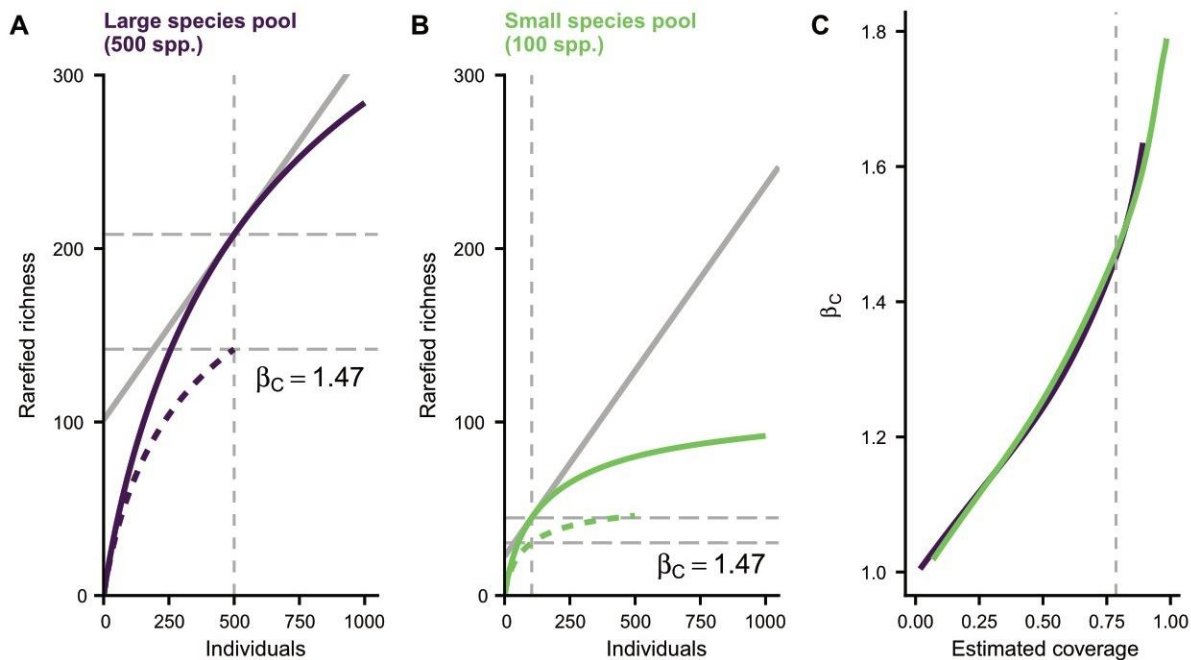 A
Large species pool
(500 spp.)
300
200
100
0
Rarefied richness
βC = 1.47
0 250 500 750 1000
Individuals
B
Small species pool
(100 spp.)
300
200
100
0
Rarefied richness
βC = 1.47
0 250 500 750 1000
Individuals
C
1.8
1.6
1.4
1.2
1.0
βC
0.00 0.25 0.50 0.75 1.00
Estimated coverage